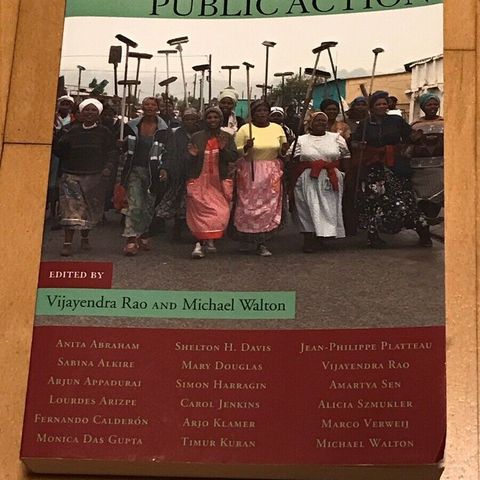 PUBLIC ACTION
EDITED BY
Vijayendra Rao AND Michael Walton
ANITA ABRAHAM
SABINA ALKIRE
ARJUN APPADURAI
LOURDES ARIZPE
FERNANDO CALDERÓN
MONICA DAS GUPTA
SHELTON H. DAVIS
MARY DOUGLAS
SIMON HARRAGIN
CAROL JENKINS
ARJO KLAMER
TIMUR KURAN
JEAN-PHILIPPE PLATTEAU
VIJAYENDRA RAO
AMARTYA SEN
ALICIA SZMUKLER
MARCO VERWEIJ
MICHAEL WALTON